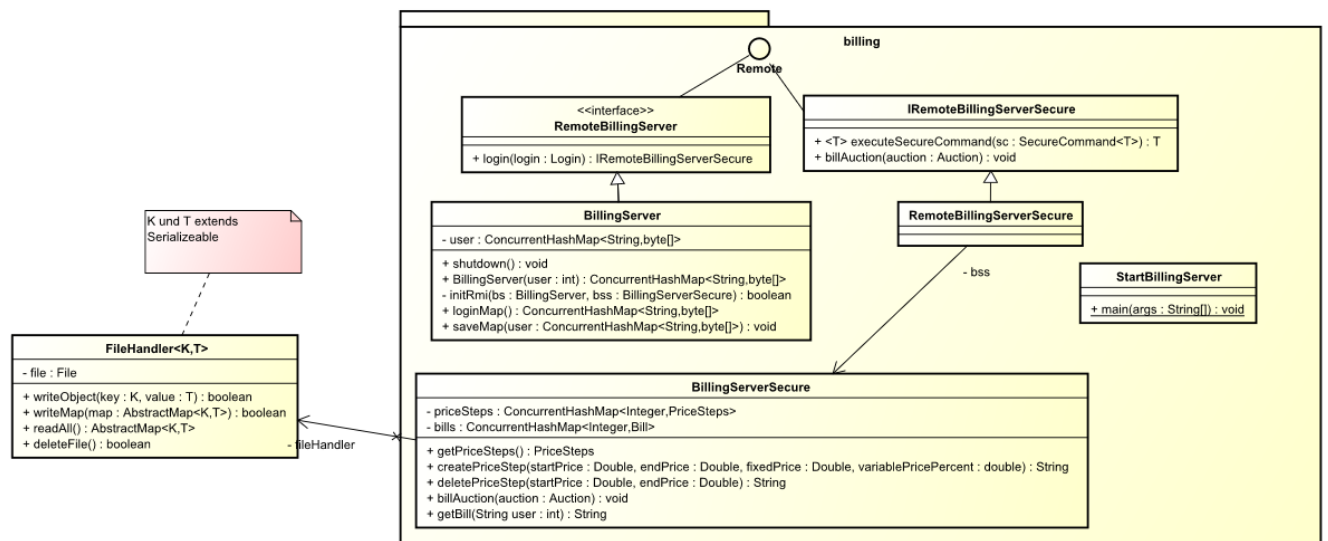 billing
Remote
<<interface>>
RemoteBillingServer
+ login(login : Login) : IRemoteBillingServerSecure
IRemoteBillingServerSecure
+ <T> executeSecureCommand(sc : SecureCommand<T>) : T
+ billAuction(auction : Auction) : void
BillingServer
- user : ConcurrentHashMap<String,byte[]>
+ shutdown() : void
+ BillingServer(user : int) : ConcurrentHashMap<String,byte[]>
- initRmi(bs : BillingServer, bss : BillingServerSecure) : boolean
+ loginMap() : ConcurrentHashMap<String,byte[]>
+ saveMap(user : ConcurrentHashMap<String,byte[]>) : void
RemoteBillingServerSecure
- bss
StartBillingServer
+ main(args : String[]) : void
K und T extends
Serializeable
FileHandler<K,T>
- file : File
+ writeObject(key : K, value : T) : boolean
+ writeMap(map : AbstractMap<K,T>) : boolean
+ readAll() : AbstractMap<K,T>
+ deleteFile() : boolean
- fileHandler
BillingServerSecure
- priceSteps : ConcurrentHashMap<Integer,PriceSteps>
- bills : ConcurrentHashMap<Integer,Bill>
+ getPriceSteps() : PriceSteps
+ createPriceStep(startPrice : Double, endPrice : Double, fixedPrice : Double, variablePricePercent : double) : String
+ deletePriceStep(startPrice : Double, endPrice : Double) : String
+ billAuction(auction : Auction) : void
+ getBill(String user : int) : String